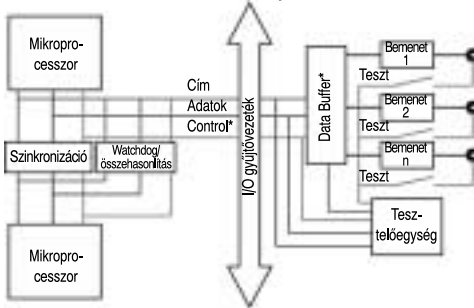 Mikropro-
cesszor
Szinkronizáció
Watchdog/
összehasonlítás
Mikropro-
cesszor
Cím
Adatok
Control*
I/O gyűjtővezeték
Data Buffer*
Bemenet
1
Teszt
Bemenet
2
Teszt
Bemenet
n
Teszt
Tesz-
telőegység